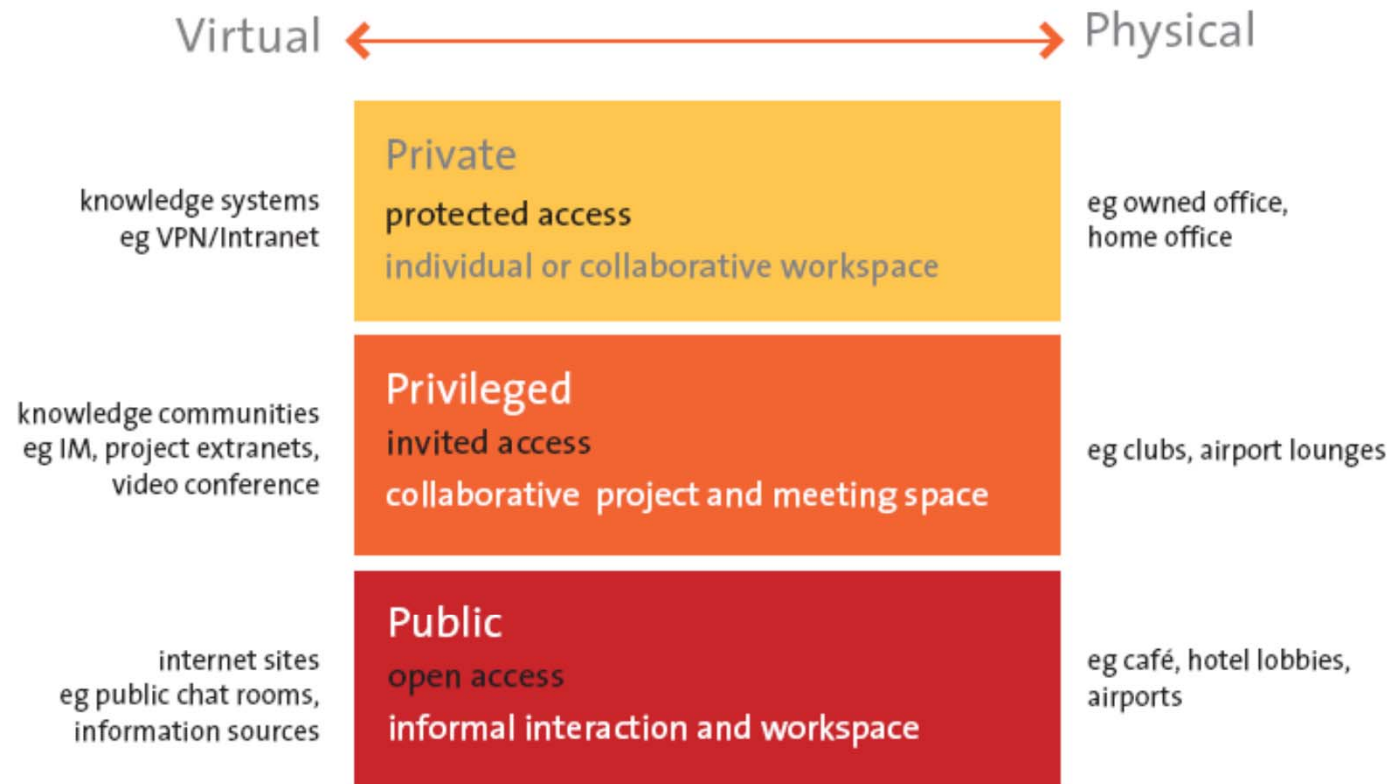 Virtual
Physical
knowledge systems
eg VPN/Intranet
Private
protected access
individual or collaborative workspace
eg owned office,
home office
knowledge communities
eg IM, project extranets,
video conference
Privileged
invited access
collaborative project and meeting space
eg clubs, airport lounges
internet sites
eg public chat rooms,
information sources
Public
open access
informal interaction and workspace
eg café, hotel lobbies,
airports